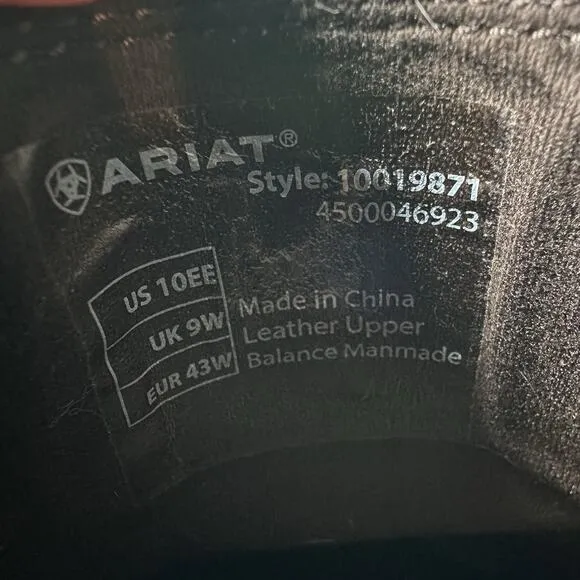 ARIAT®
Style: 10019871
4500046923
US 10EE
UK 9W
EUR 43W
Made in China
Leather Upper
Balance Manmade